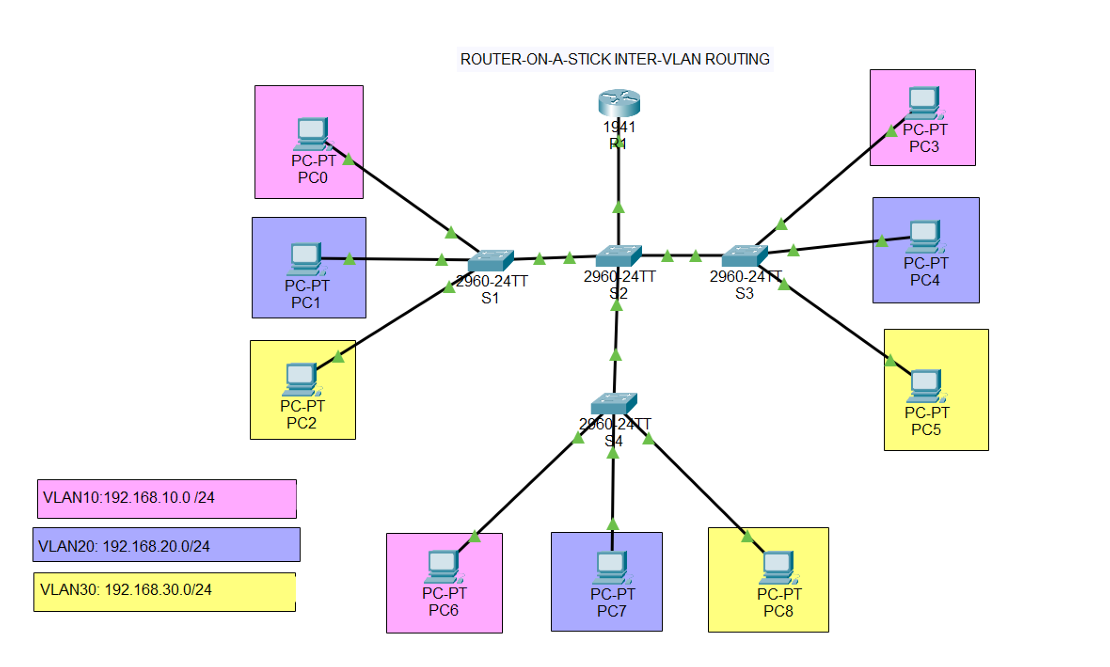 ROUTER-ON-A-STICK INTER-VLAN ROUTING
1941
R1
PC-PT
PC0
PC-PT
PC3
PC-PT
PC1
2960-24TT
S1
2960-24TT
S2
2960-24TT
S3
PC-PT
PC4
PC-PT
PC2
2960-24TT
S4
PC-PT
PC5
VLAN10:192.168.10.0 /24
VLAN20: 192.168.20.0/24
VLAN30: 192.168.30.0/24
PC-PT
PC6
PC-PT
PC7
PC-PT
PC8